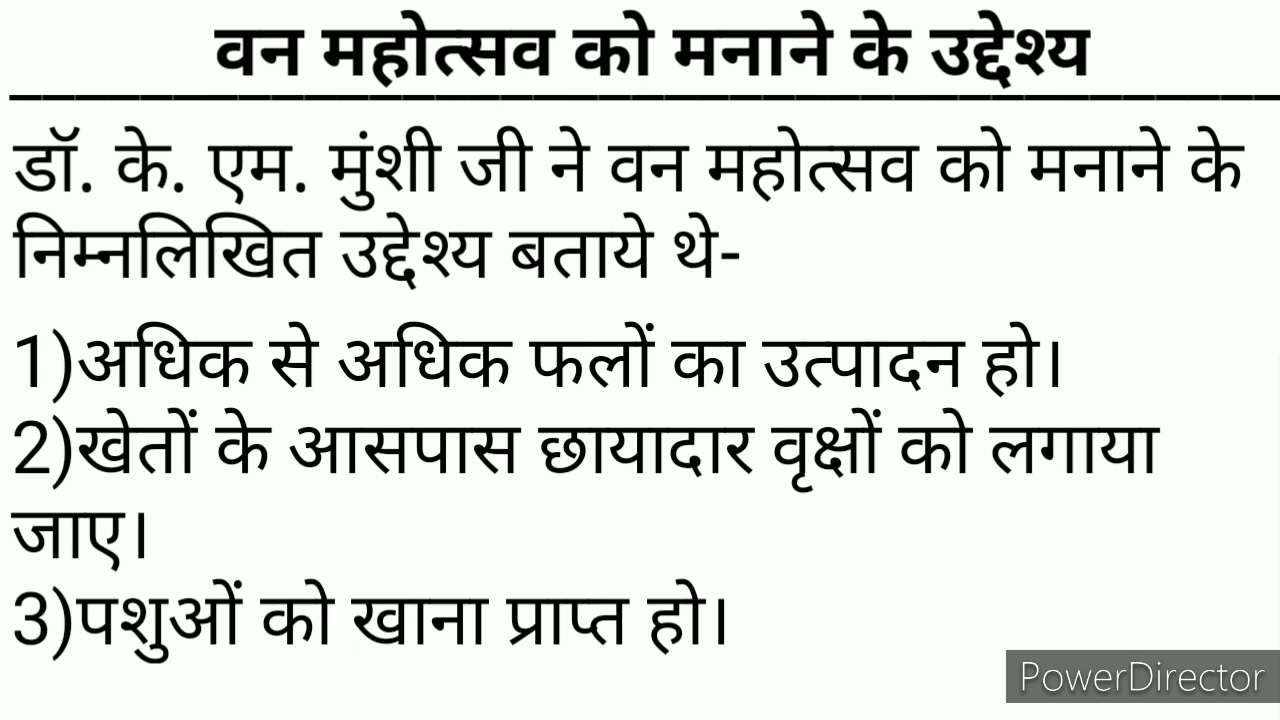 वन महोत्सव को मनाने के उद्देश्य
डॉ. के. एम. मुंशी जी ने वन महोत्सव को मनाने के
निम्नलिखित उद्देश्य बताये थे-
1)अधिक से अधिक फलों का उत्पादन हो।
2)खेतों के आसपास छायादार वृक्षों को लगाया
जाए।
3)पशुओं को खाना प्राप्त हो।
PowerDirector